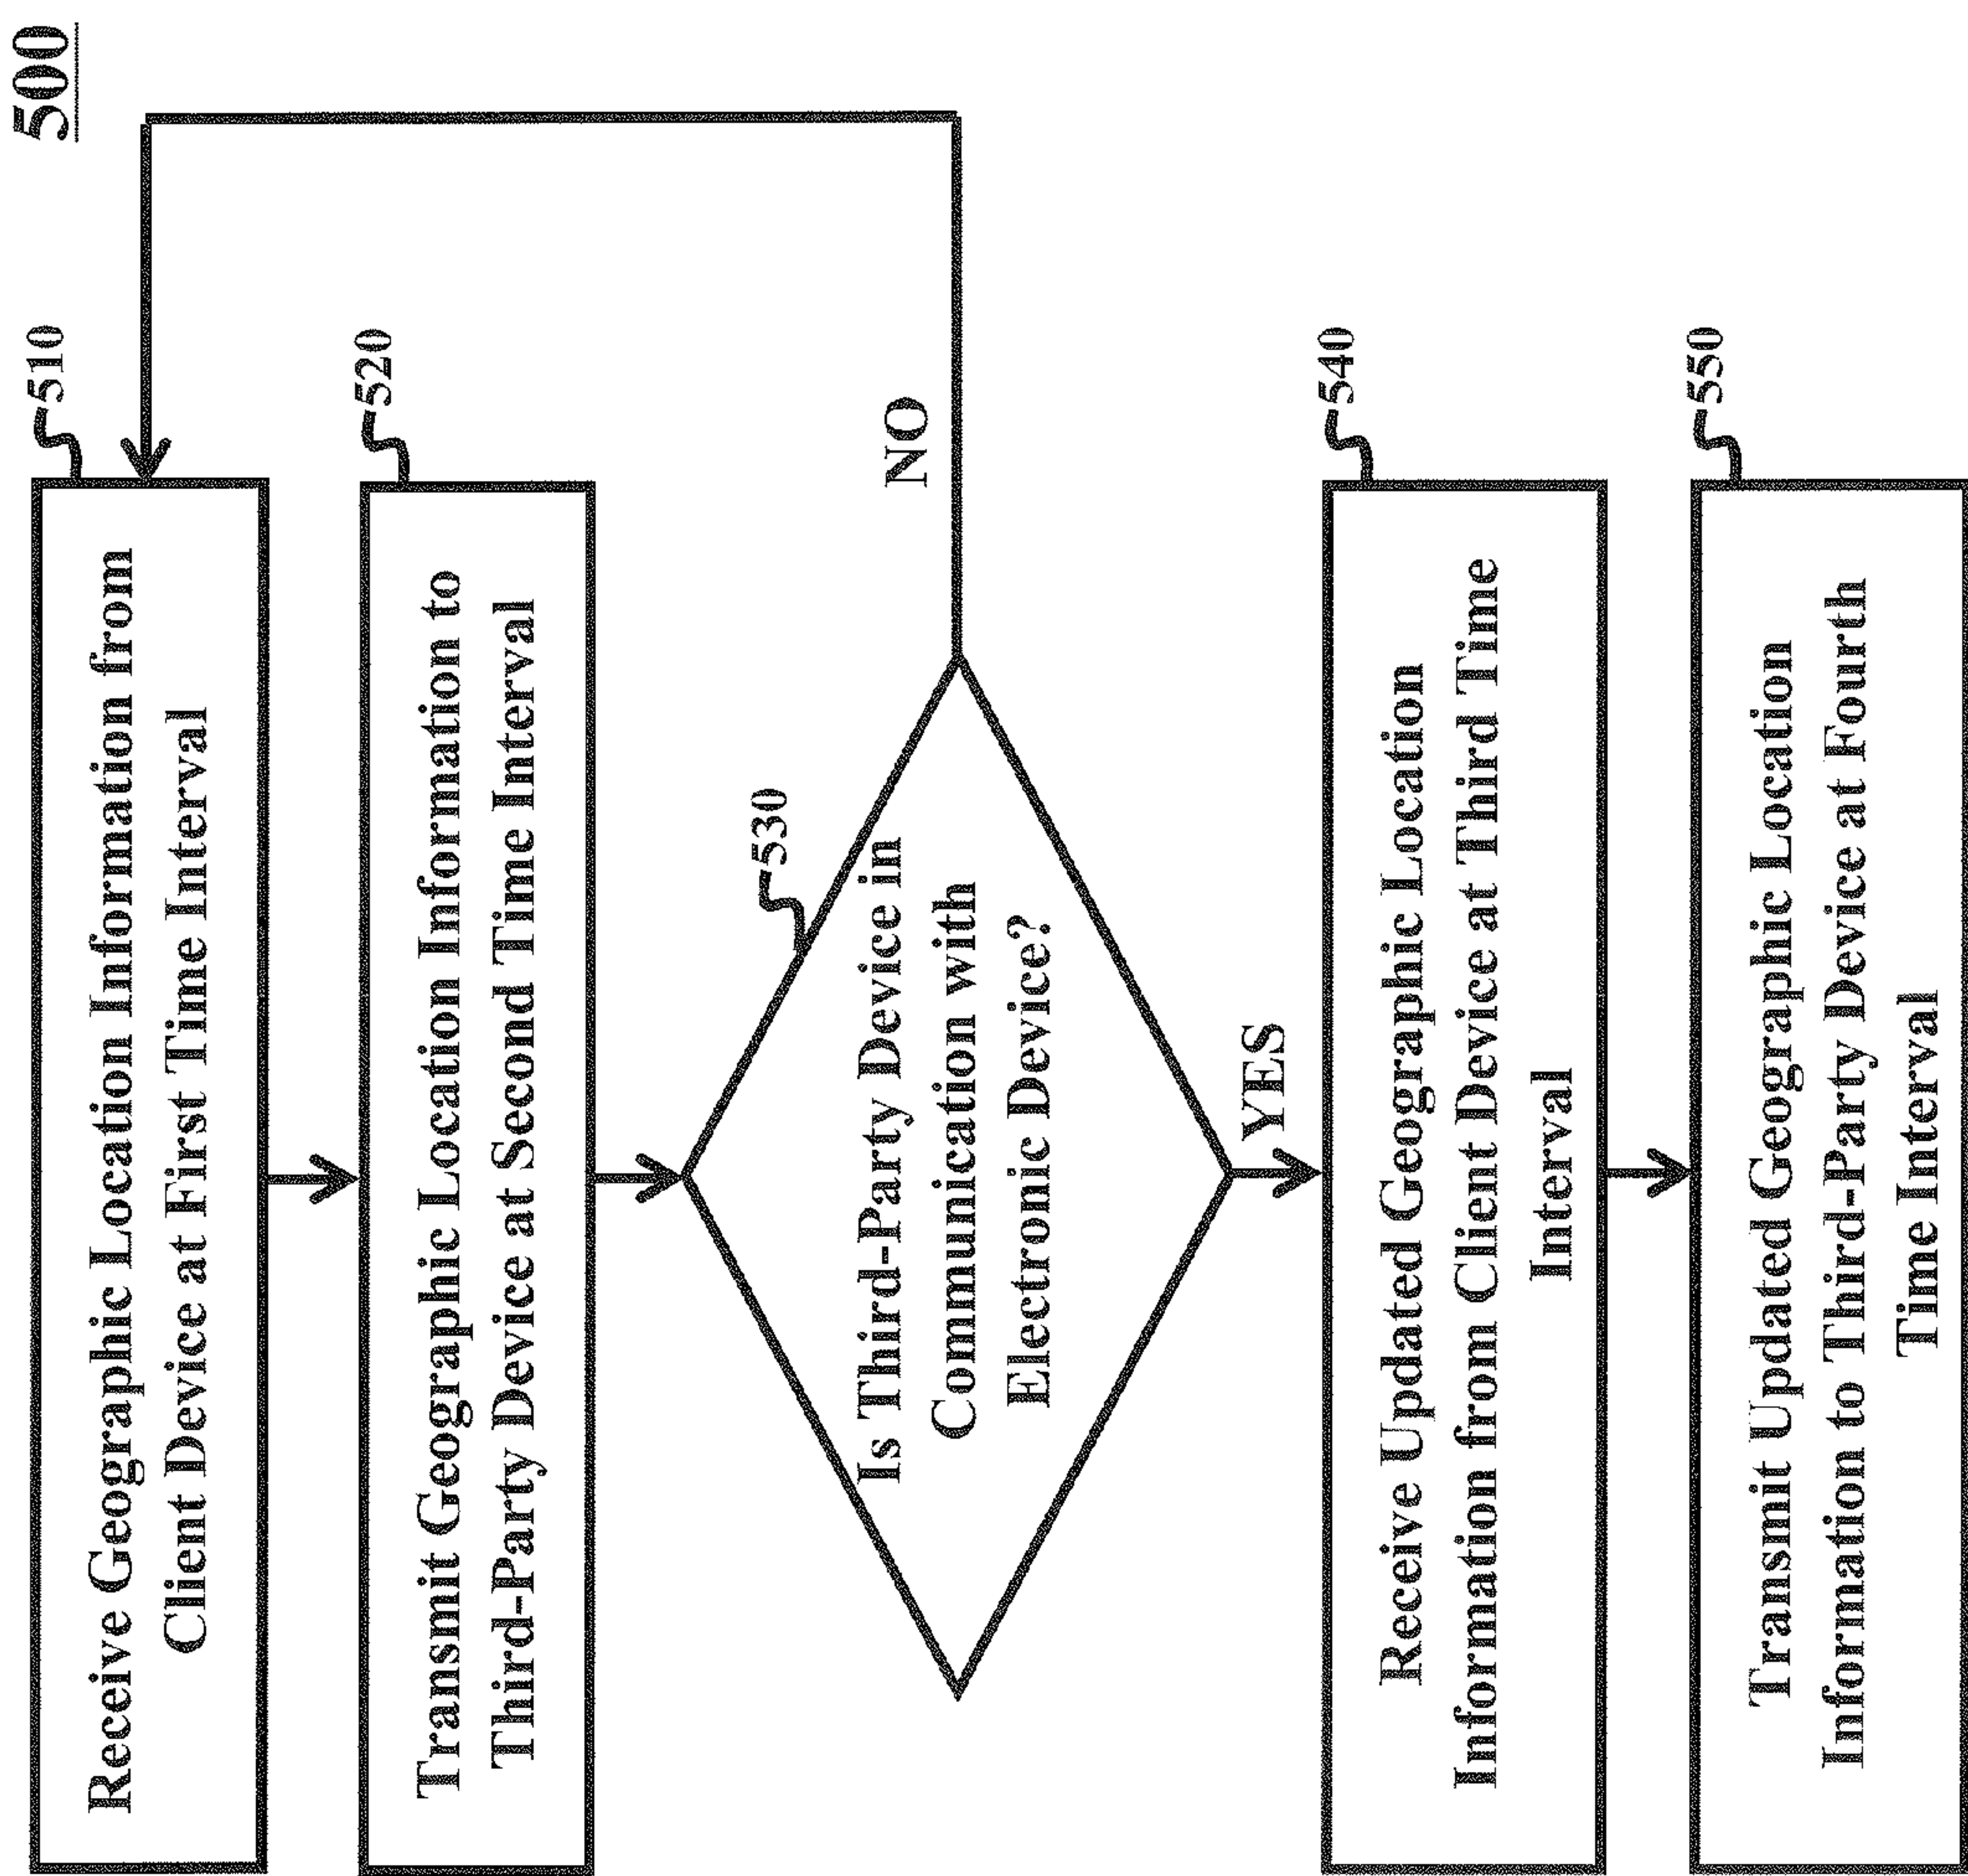 500
510
Receive Geographic Location Information from
Client Device at First Time Interval
520
Transmit Geographic Location Information to
Third-Party Device at Second Time Interval
530
Is Third-Party Device in
Communication with
Electronic Device?
NO
YES
540
Receive Updated Geographic Location
Information from Client Device at Third Time
Interval
550
Transmit Updated Geographic Location
Information to Third-Party Device at Fourth
Time Interval